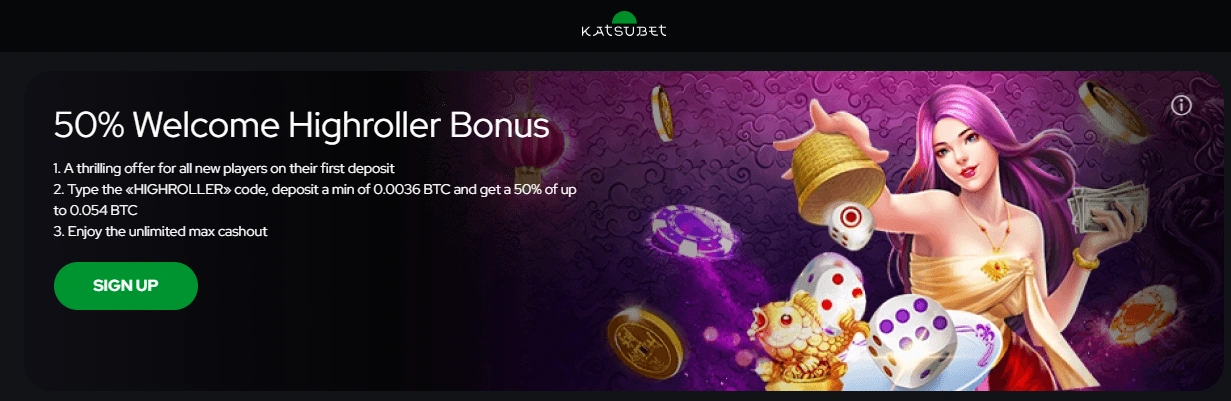 KATSUBET
50% Welcome Highroller Bonus
1. A thrilling offer for all new players on their first deposit
2. Type the «HIGHROLLER» code, deposit a min of 0.0036 BTC and get a 50% of up
to 0.054 BTC
3. Enjoy the unlimited max cashout
SIGN UP